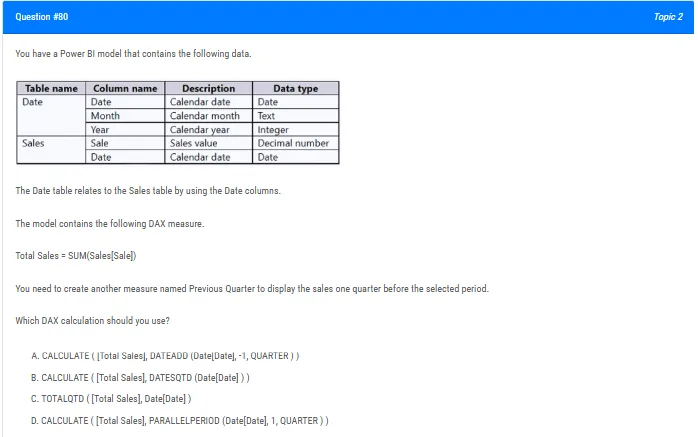 Question #80 Topic 2
You have a Power BI model that contains the following data.
Table name Column name Description Data type
Date Date Calendar date Date
Month Calendar month Text
Year Calendar year Integer
Sales Sale Sales value Decimal number
Date Calendar date Date
The Date table relates to the Sales table by using the Date columns.
The model contains the following DAX measure.
Total Sales = SUM(Sales[Sale])
You need to create another measure named Previous Quarter to display the sales one quarter before the selected period.
Which DAX calculation should you use?
A. CALCULATE ( [Total Sales], DATEADD (Date[Date], -1, QUARTER ) )
B. CALCULATE ( [Total Sales], DATESQTD (Date[Date] ) )
C. TOTALQTD ( [Total Sales], Date[Date] )
D. CALCULATE ( [Total Sales], PARALLELPERIOD (Date[Date], 1, QUARTER ) )